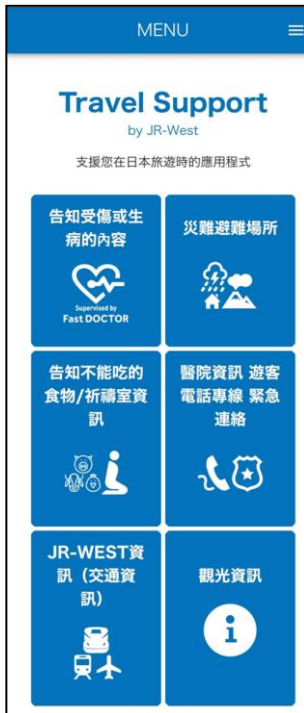 MENU
Travel Support
by JR-West
支援您在日本旅遊時的應用程式
告知受傷或生
病的內容
Supervised by
Fast DOCTOR
災難避難場所
告知不能吃的
食物/祈禱室資
訊
醫院資訊 遊客
電話專線 緊急
連絡
JR-WEST資
訊（交通資
訊）
觀光資訊